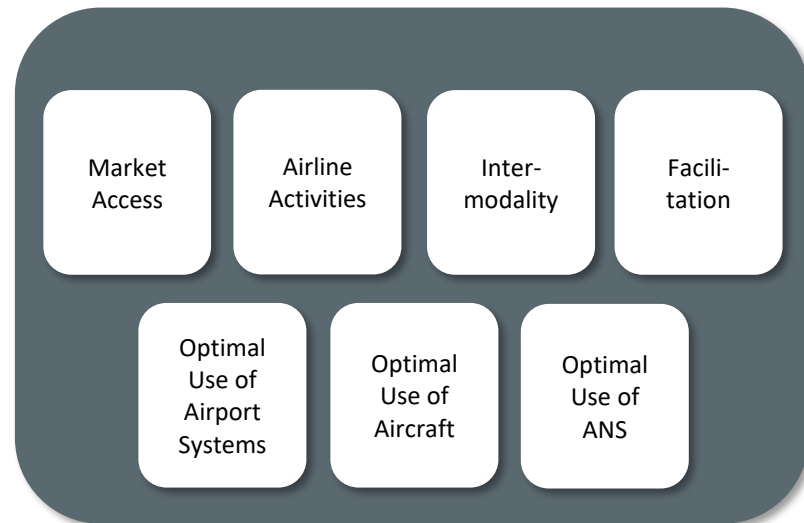 Market
Access
Airline
Activities
Inter-
modality
Facili-
tation
Optimal
Use of
Airport
Systems
Optimal
Use of
Aircraft
Optimal
Use of
ANS